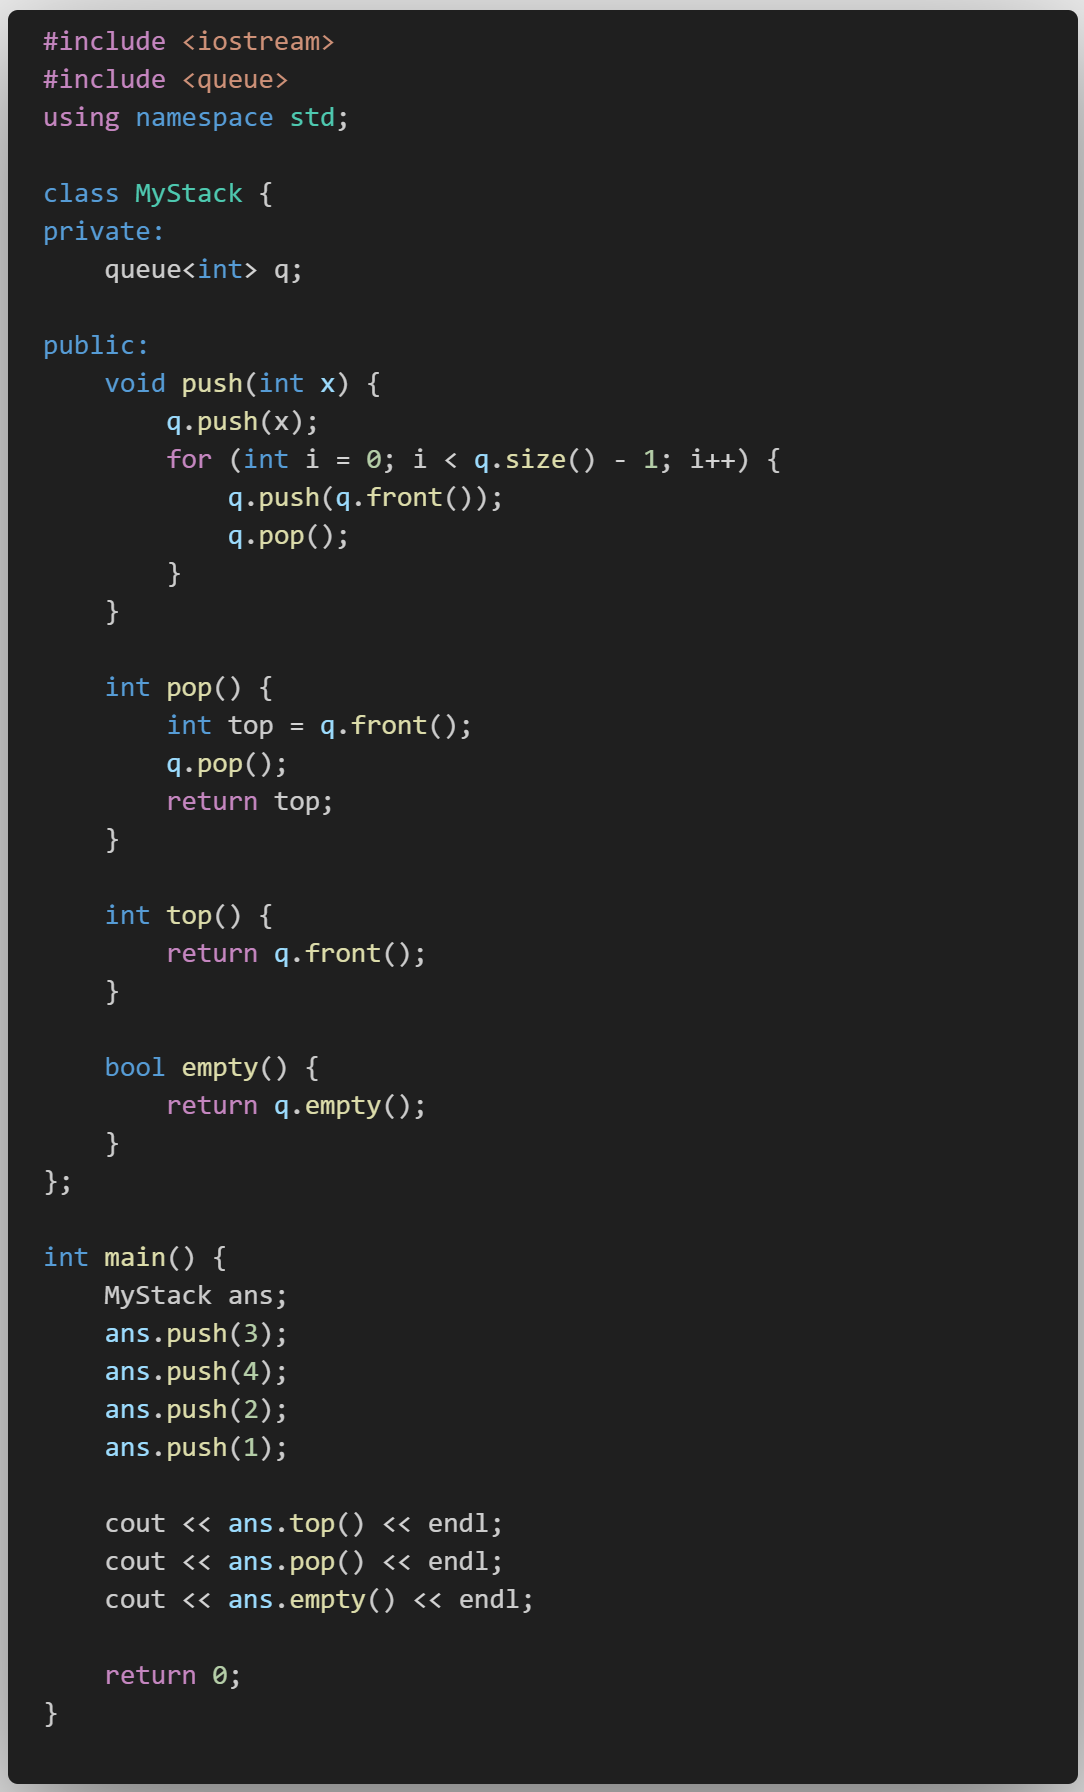 #include <iostream>
#include <queue>
using namespace std;

class MyStack {
private:
    queue<int> q;

public:
    void push(int x) {
        q.push(x);
        for (int i = 0; i < q.size() - 1; i++) {
            q.push(q.front());
            q.pop();
        }
    }

    int pop() {
        int top = q.front();
        q.pop();
        return top;
    }

    int top() {
        return q.front();
    }

    bool empty() {
        return q.empty();
    }
};

int main() {
    MyStack ans;
    ans.push(3);
    ans.push(4);
    ans.push(2);
    ans.push(1);

    cout << ans.top() << endl;
    cout << ans.pop() << endl;
    cout << ans.empty() << endl;

    return 0;
}